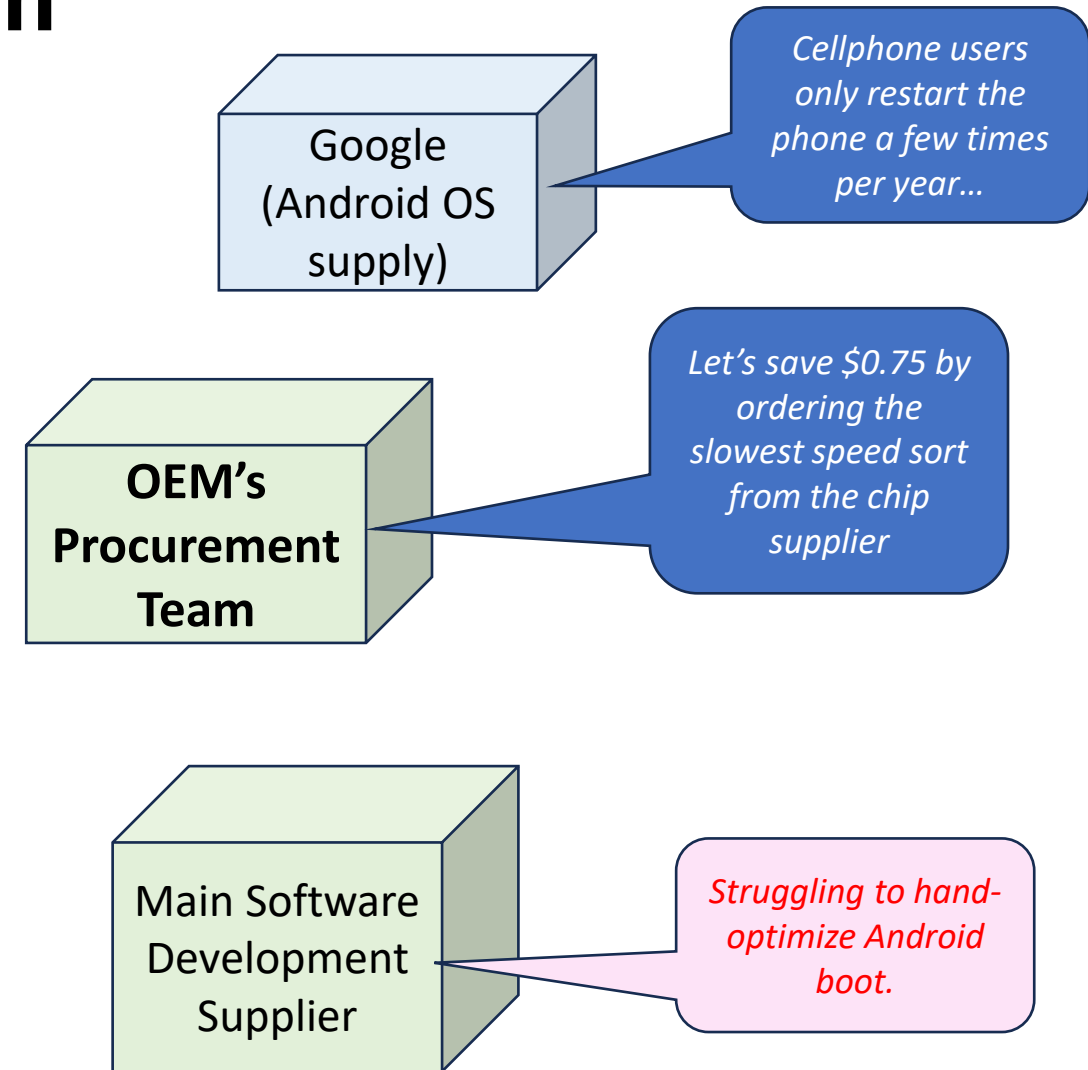 Cellphone users
only restart the
phone a few times
per year…
Google
(Android OS
supply)
Let’s save $0.75 by
ordering the
slowest speed sort
from the chip
supplier
OEM’s
Procurement
Team
Main Software
Development
Supplier
Struggling to hand-
optimize Android
boot.